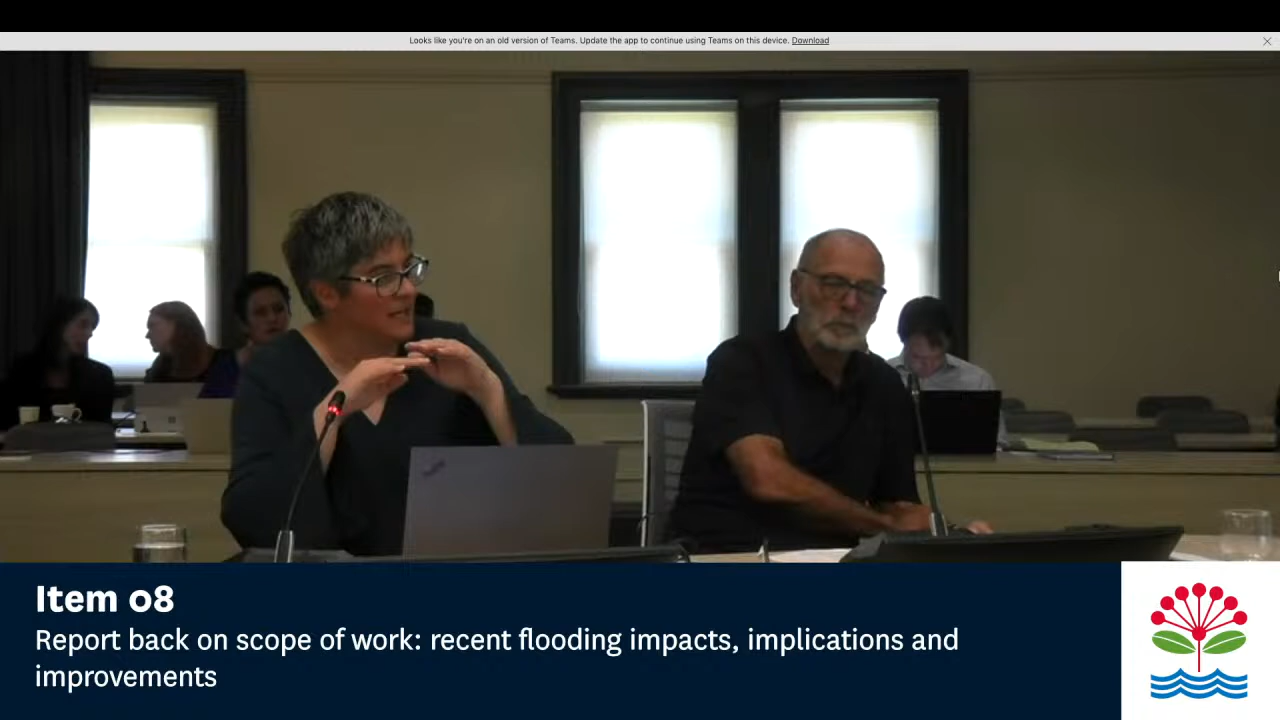 Looks like you're on an old version of Teams. Update the app to continue using Teams on this device. Download
Item 08
Report back on scope of work: recent flooding impacts, implications and
improvements